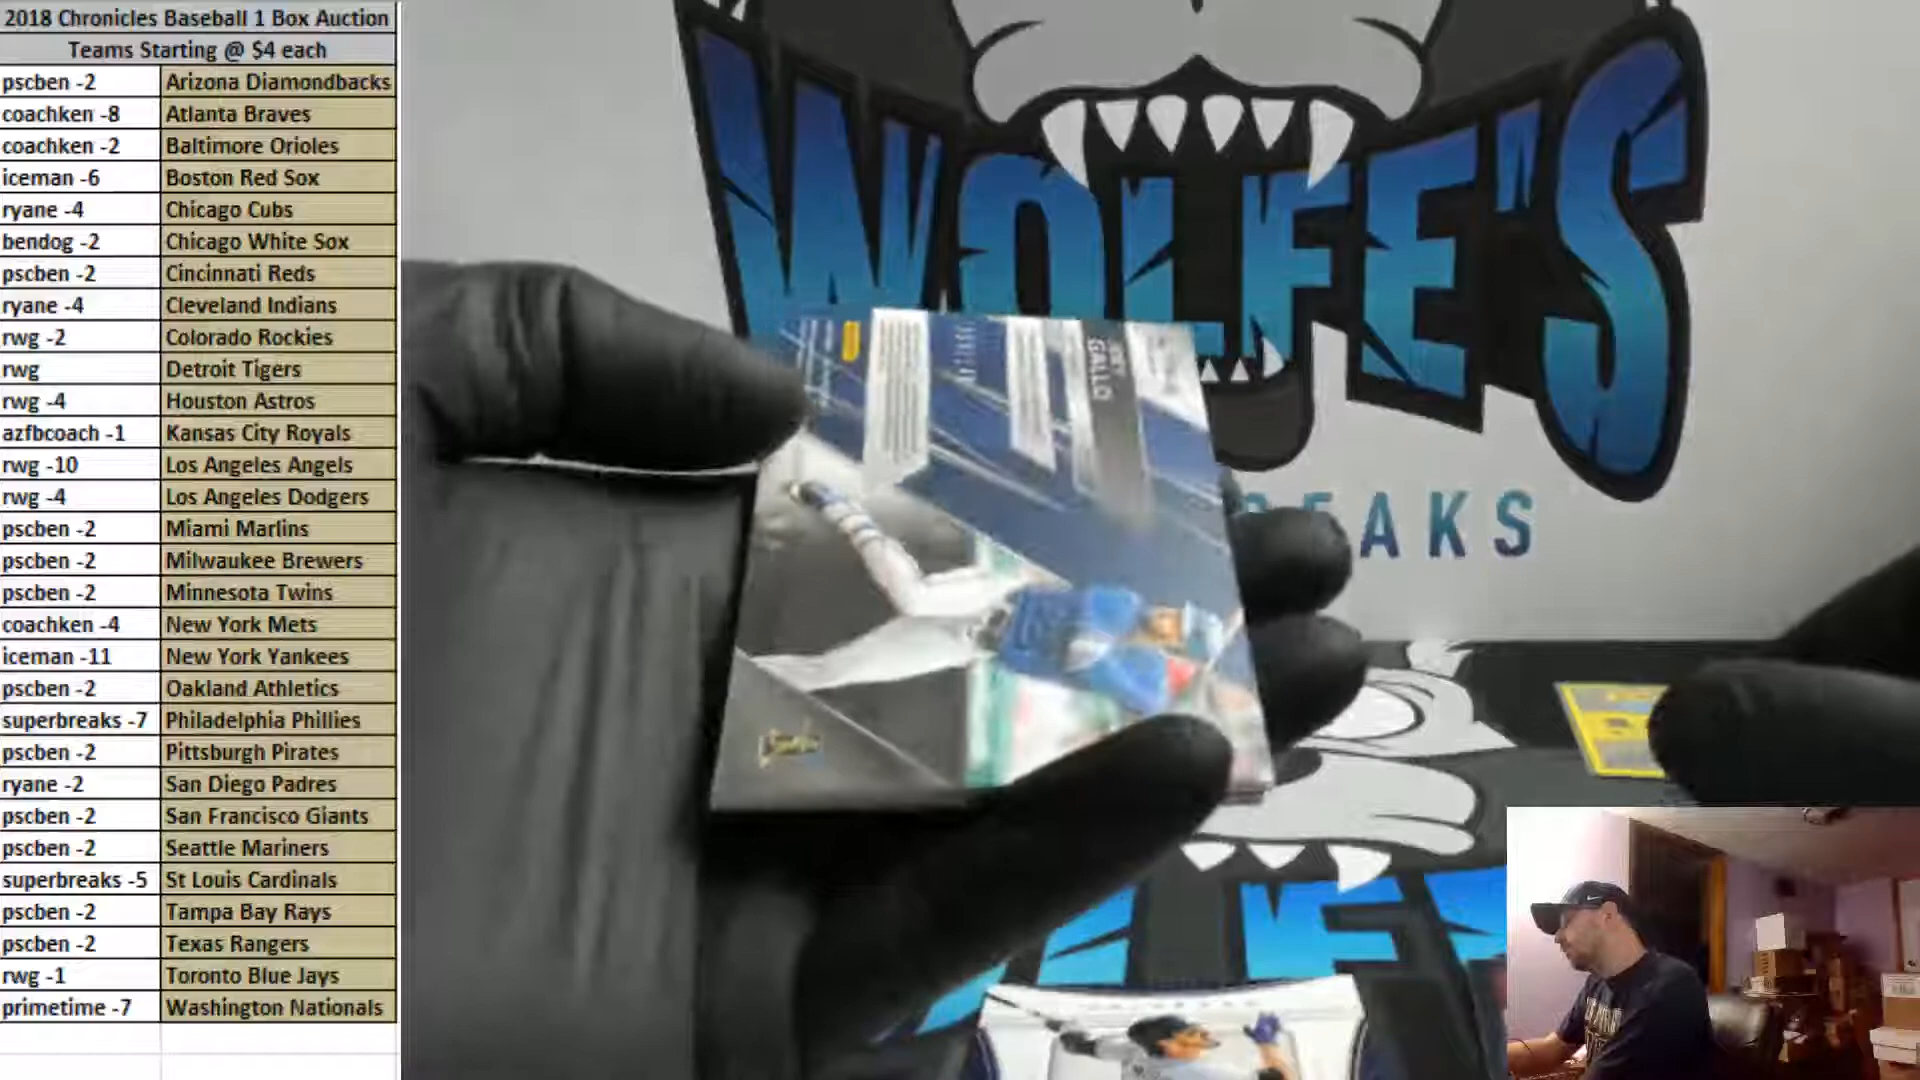 2018 Chronicles Baseball 1 Box Auction
Teams Starting @ $4 each
pscben -2 Arizona Diamondbacks
coachken -8 Atlanta Braves
coachken -2 Baltimore Orioles
iceman -6 Boston Red Sox
ryane -4 Chicago Cubs
bendog -2 Chicago White Sox
pscben -2 Cincinnati Reds
ryane -4 Cleveland Indians
rwg -2 Colorado Rockies
rwg Detroit Tigers
rwg -4 Houston Astros
azfbcoach -1 Kansas City Royals
rwg -10 Los Angeles Angels
rwg -4 Los Angeles Dodgers
pscben -2 Miami Marlins
pscben -2 Milwaukee Brewers
pscben -2 Minnesota Twins
coachken -4 New York Mets
iceman -11 New York Yankees
pscben -2 Oakland Athletics
superbreaks -7 Philadelphia Phillies
pscben -2 Pittsburgh Pirates
ryane -2 San Diego Padres
pscben -2 San Francisco Giants
pscben -2 Seattle Mariners
superbreaks -5 St Louis Cardinals
pscben -2 Tampa Bay Rays
pscben -2 Texas Rangers
rwg -1 Toronto Blue Jays
primetime -7 Washington Nationals
WOLFE'S
EAKS
GALLO